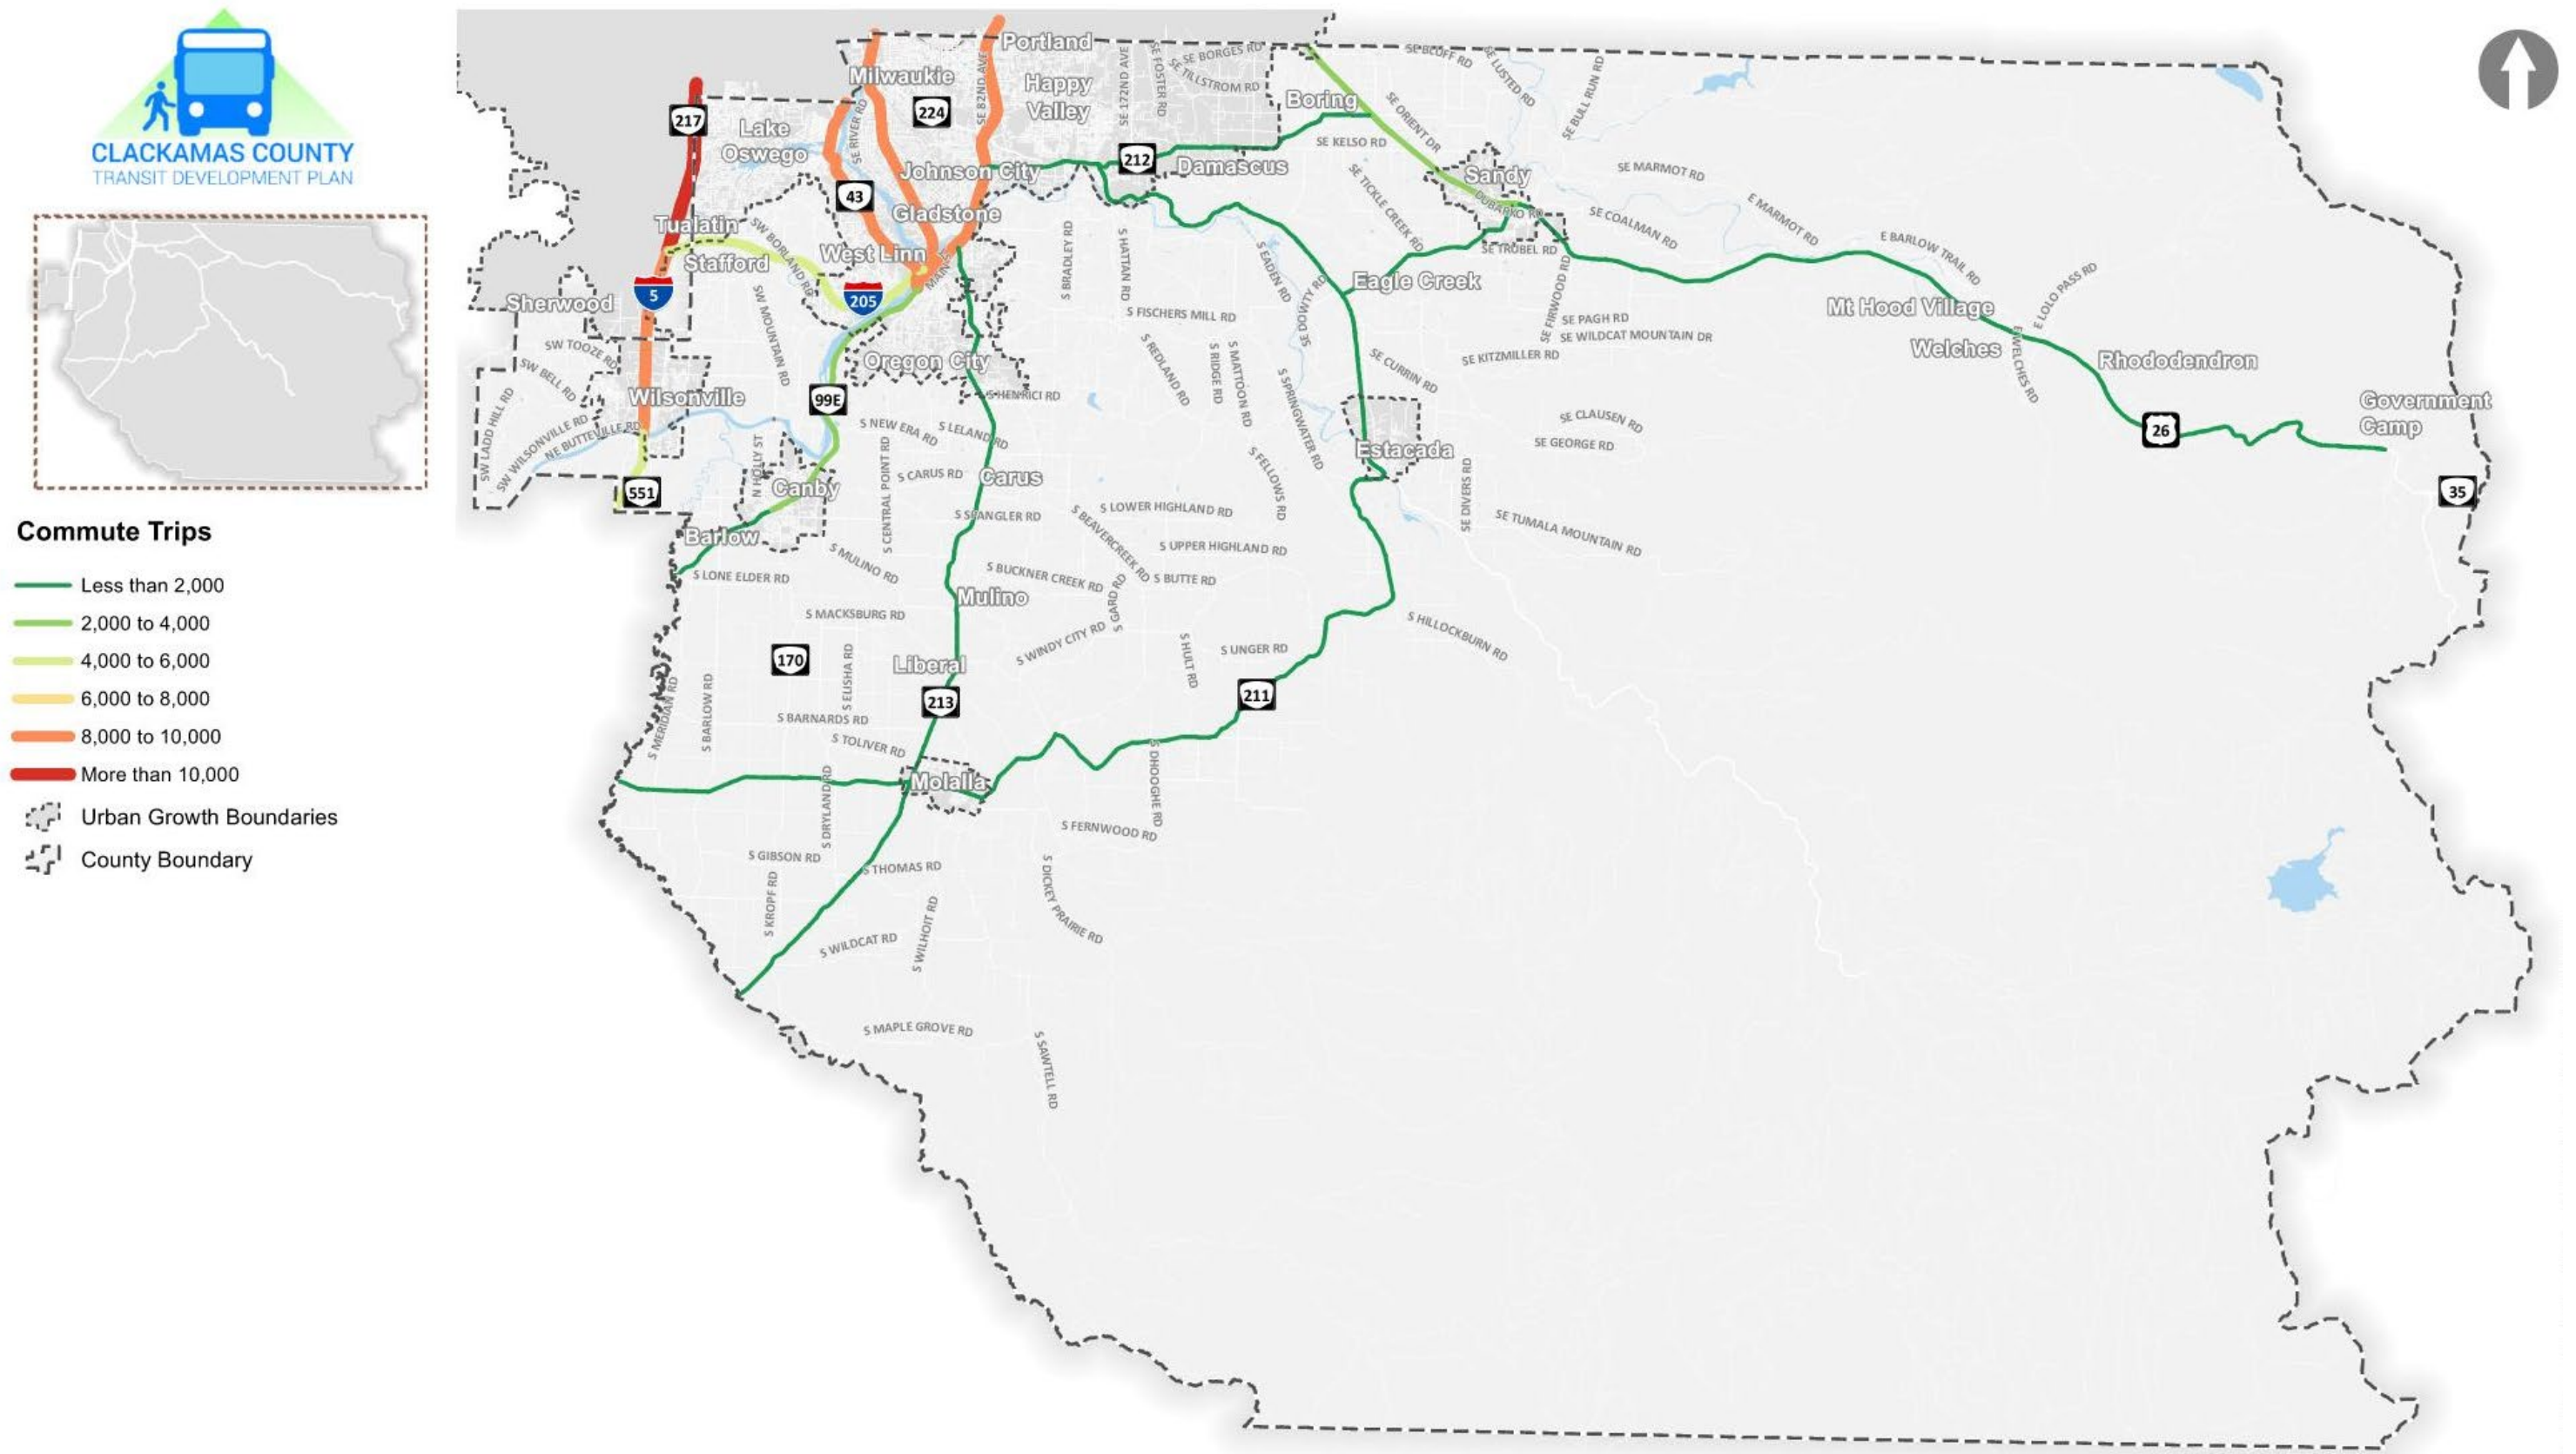 CLACKAMAS COUNTY
TRANSIT DEVELOPMENT PLAN
Commute Trips
Less than 2,000
2,000 to 4,000
4,000 to 6,000
6,000 to 8,000
8,000 to 10,000
More than 10,000
Urban Growth Boundaries
County Boundary
Portland
Milwaukie
224
SE 82ND AVE
Happy
Valley
SE 172ND AVE
SE FOSTER RD
SE BORGES RD
SE TILLSTROM RD
Boring
SE BLUFF RD
SE LUSTED RD
SE BULL RUN RD
SE ORIENT DR
SE KELSO RD
217
Lake
Oswego
SE RIVER RD
Johnson City
212
Damascus
43
Gladstone
Tualatin
SW BORLAND RD
West Linn
Stafford
MAIN S
205
5
Sherwood
SE TICKLE CREEK RD
Sandy
DUBARKO RD
SE TRUBEL RD
SE MARMOT RD
SE COALMAN RD
E MARMOT RD
E BARLOW TRAIL RD
E LOLO PASS RD
S BRADLEY RD
S HATTAN RD
S EADEN RD
SE DOWTY RD
Eagle Creek
SE FIRWOOD RD
S FISCHERS MILL RD
SE PAGH RD
SE WILDCAT MOUNTAIN DR
SE KITZMILLER RD
Mt Hood Village
Welches
E WELCHES RD
Rhododendron
Government
Camp
26
35
SW TOOZE RD
SW BELL RD
SW LADD HILL RD
SW WILSONVILLE RD
NE BUTTEVILLE RD
Wilsonville
SW MOUNTAIN RD
Oregon City
99E
S HENRICI RD
S REDLAND RD
S RIDGE RD
S MATTOON RD
S SPRINGWATER RD
SE CURRIN RD
SE CLAUSEN RD
SE GEORGE RD
Estacada
S NEW ERA RD
S LELAND RD
N HOLLY ST
551
Canby
S CENTRAL POINT RD
S CARUS RD
Carus
S FELLOWS RD
SE DIVERS RD
SE TUMALA MOUNTAIN RD
Barlow
S SPANGLER RD
S LOWER HIGHLAND RD
S BEAVERCREEK RD
S UPPER HIGHLAND RD
S MULINO RD
S LONE ELDER RD
S BUCKNER CREEK RD
S BUTTE RD
Mulino
S GARD RD
S MACKSBURG RD
S WINDY CITY RD
S HILLOCKBURN RD
170
S ELISHA RD
Liberal
S HULT RD
S UNGER RD
213
211
S MERIDIAN RD
S BARLOW RD
S BARNARDS RD
S TOLIVER RD
S DHOOGHE RD
S DRYLAND RD
Molalla
S FERNWOOD RD
S GIBSON RD
S THOMAS RD
S KROPF RD
S DICKEY PRAIRIE RD
S WILDCAT RD
S WILHOIT RD
S MAPLE GROVE RD
S SAWTELL RD